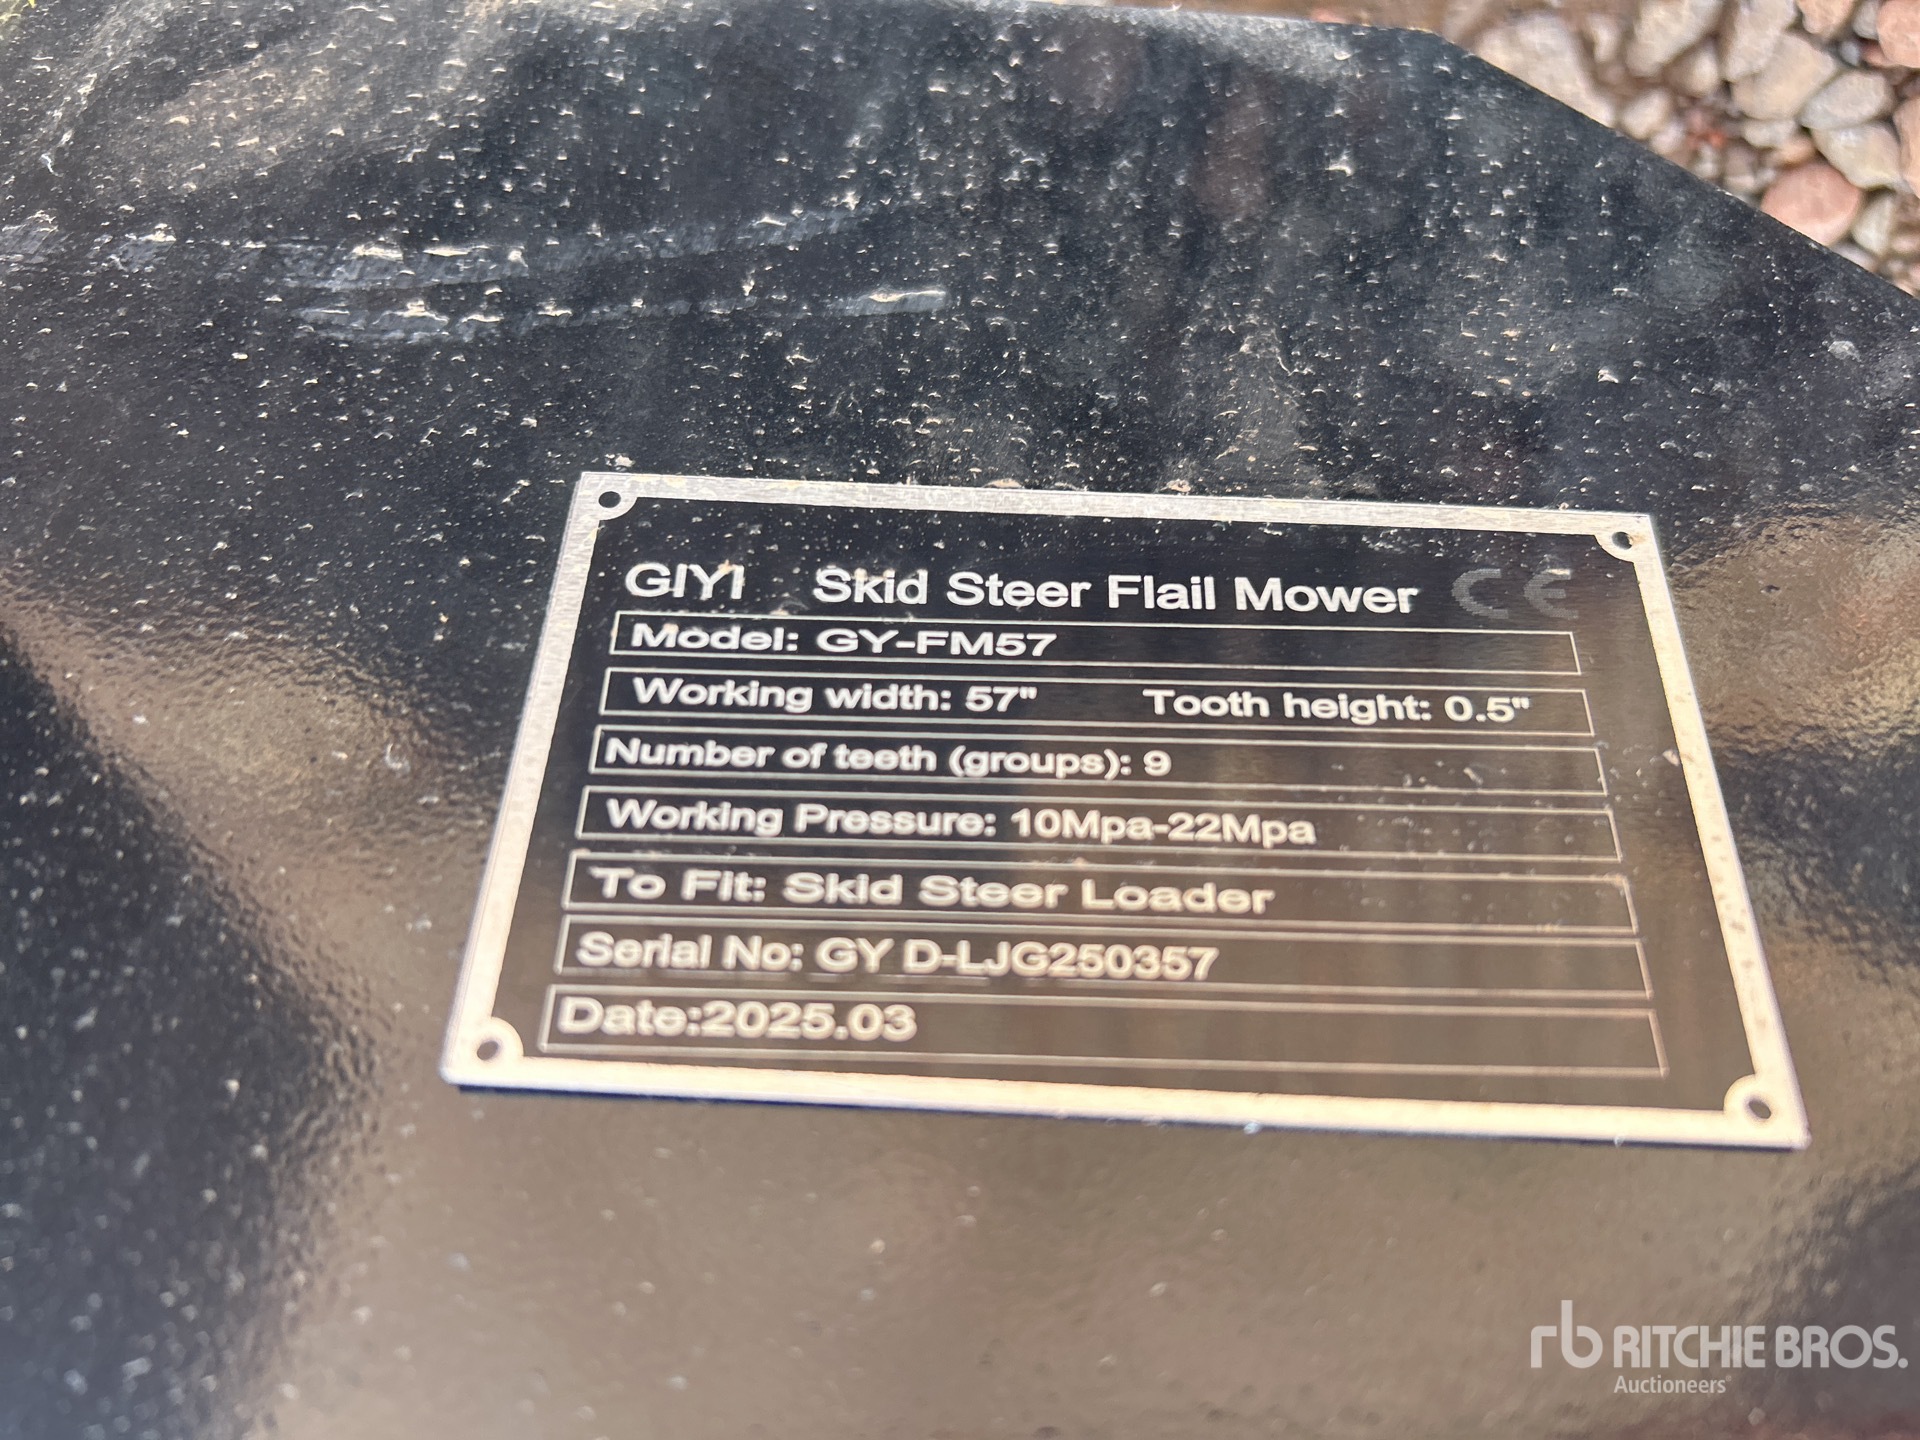 GIYI Skid Steer Flail Mower CE
Model: GY-FM57
Working width: 57" Tooth height: 0.5"
Number of teeth (groups): 9
Working Pressure: 10Mpa-22Mpa
To Fit: Skid Steer Loader
Serial No: GY D-LJG250357
Date:2025.03
rb RITCHIE BROS.
Auctioneers